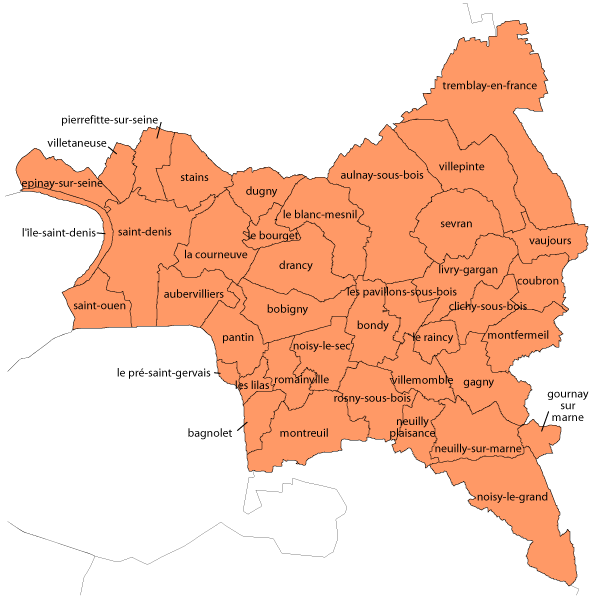 tremblay-en-france
pierrefitte-sur-seine
villetaneuse
villepinte
aulnay-sous-bois
stains
epinay-sur-seine
dugny
le blanc-mesnil
sevran
l'île-saint-denis
saint-denis
le bourget
vaujours
la courneuve
drancy
livry-gargan
coubron
aubervilliers
les pavillons-sous-bois
saint-ouen
bobigny
clichy-sous-bois
bondy
pantin
le raincy
montfermeil
noisy-le-sec
le pré-saint-gervais
les lilas
romainville
villemomble
gagny
rosny-sous-bois
gournay
sur
marne
neuilly
plaisance
bagnolet
montreuil
neuilly-sur-marne
noisy-le-grand